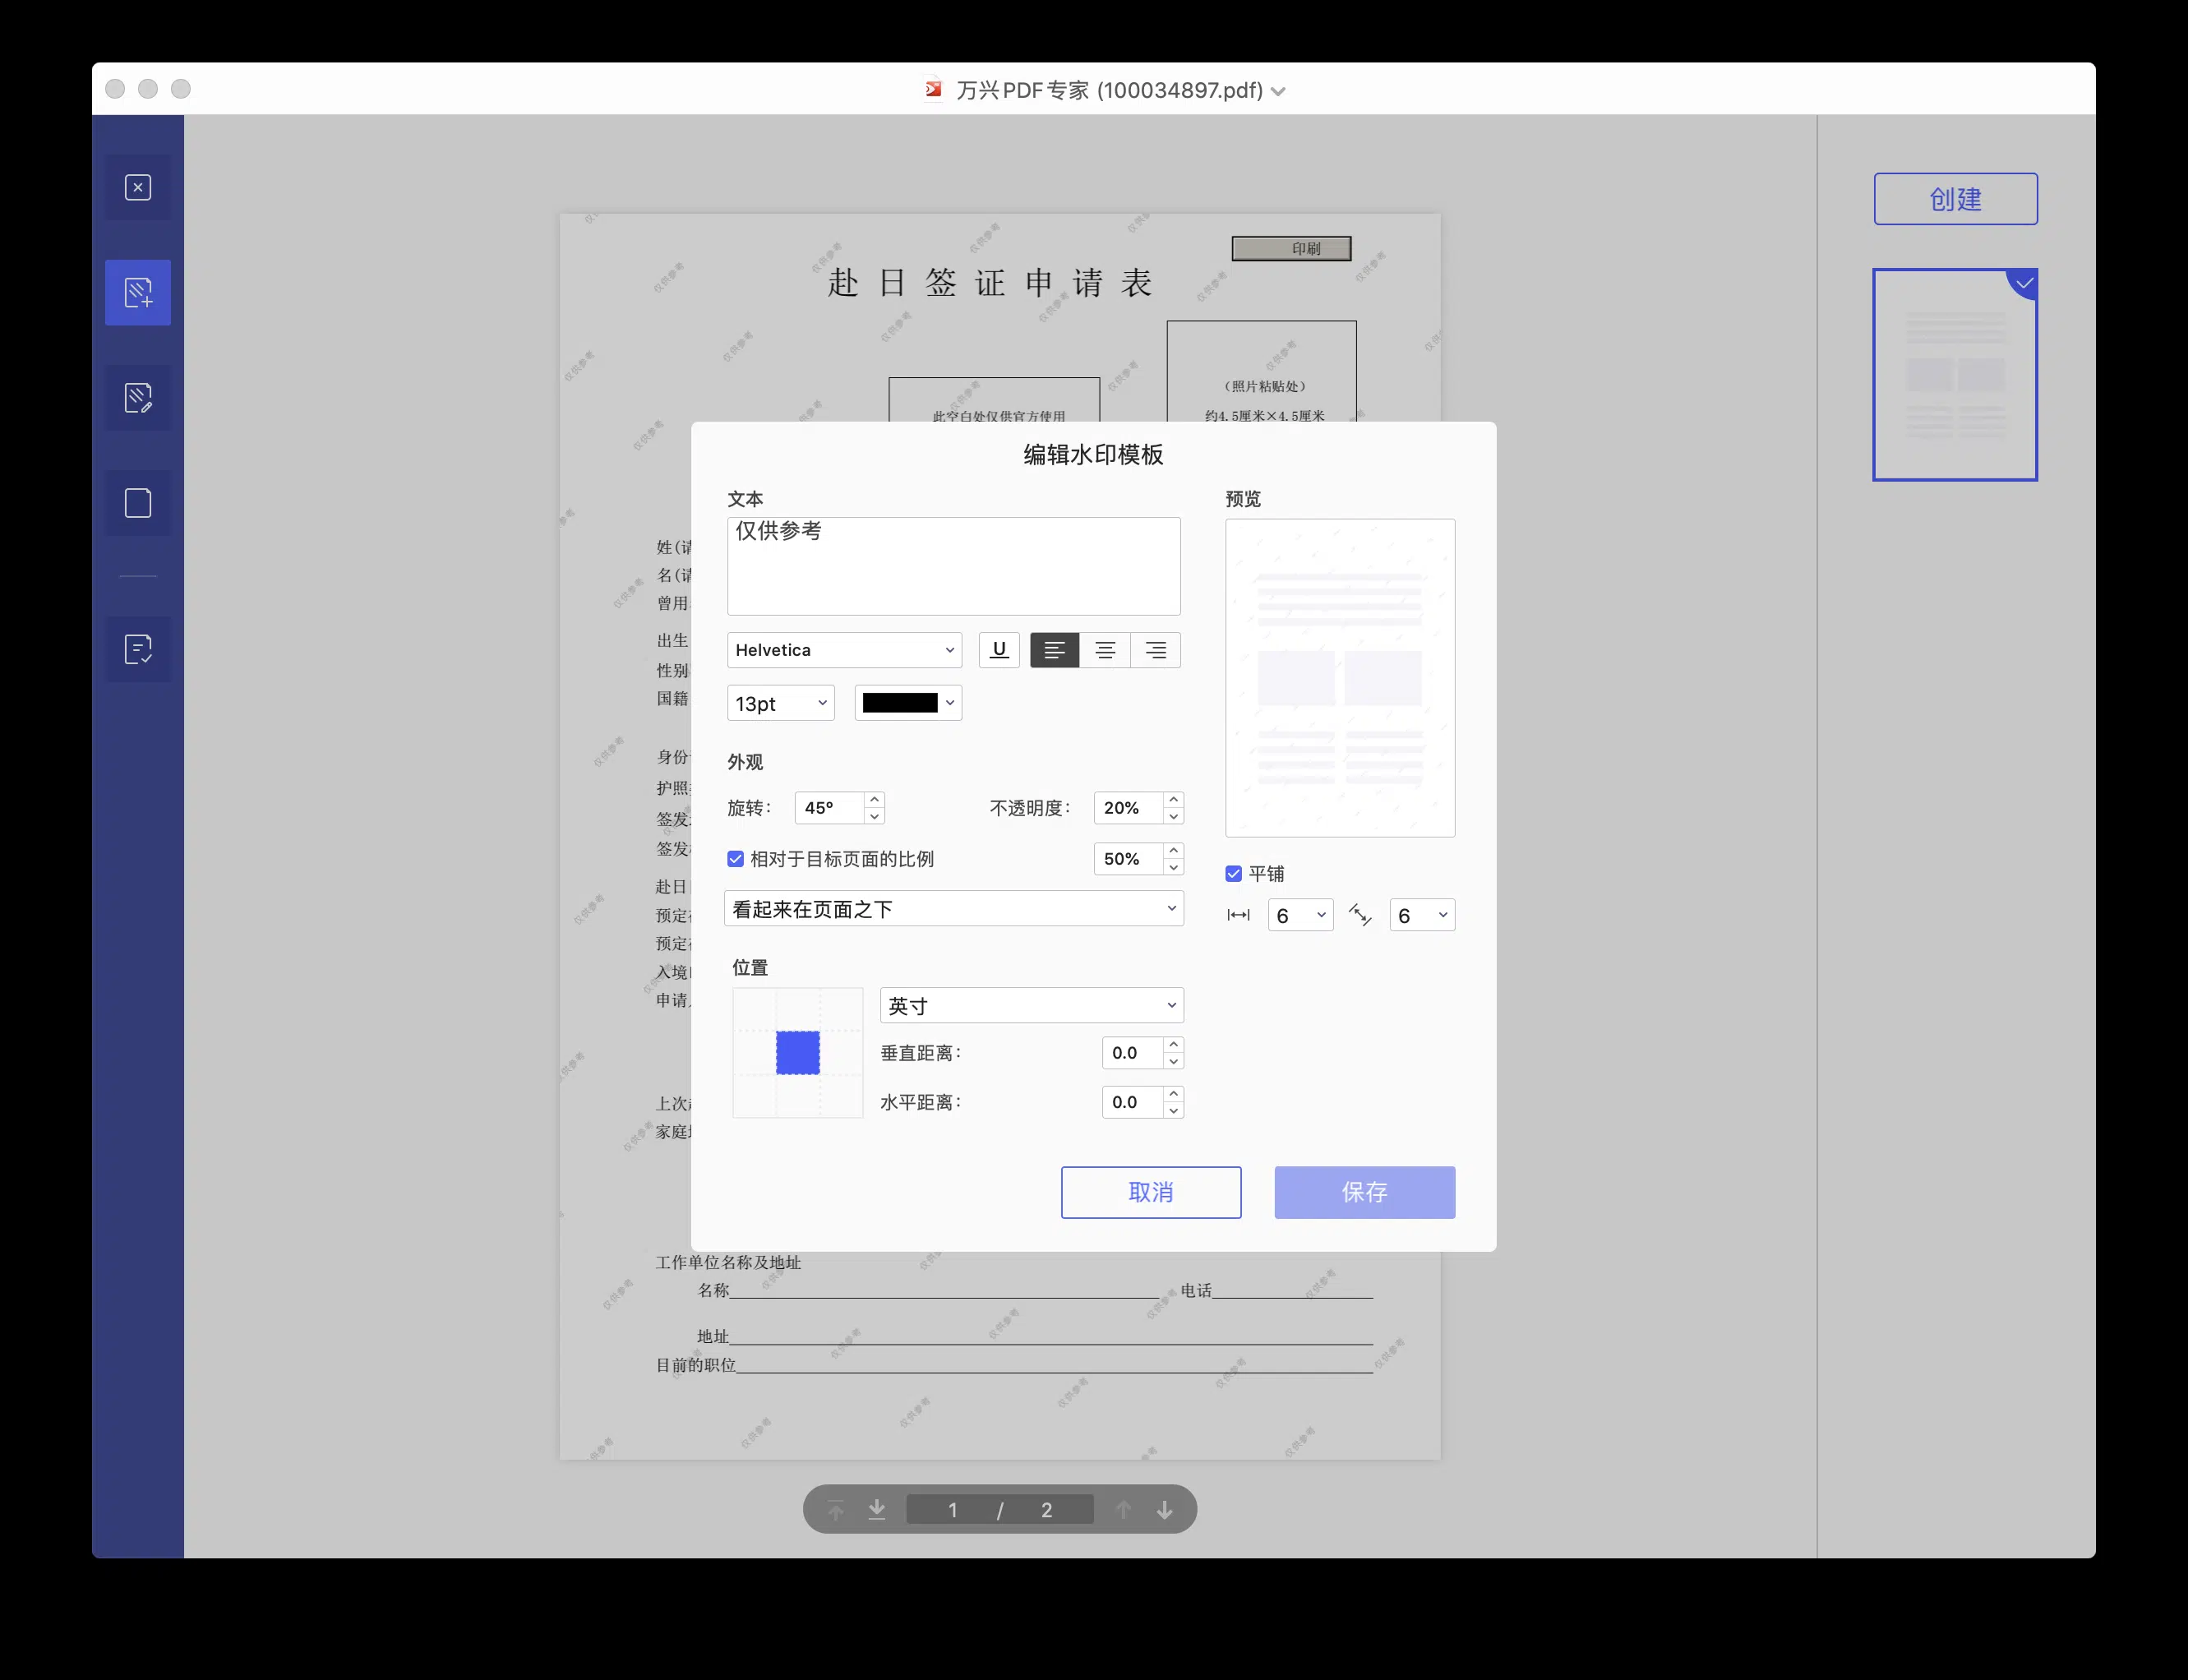 万兴PDF专家 (100034897.pdf)
创建
印刷
赴日签证申请表
(照片粘贴处)
约4.5厘米×4.5厘米
此空白处仅供官方使用
编辑水印模板
文本
仅供参考
Helvetica
U
13pt
外观
旋转:
45°
不透明度:
20%
相对于目标页面的比例
50%
看起来在页面之下
位置
英寸
垂直距离:
0.0
水平距离:
0.0
预览
平铺
6
6
取消
保存
姓(请
名(请
曾用
出生
性别
国籍
身份
护照
签发
签发
赴日
预定
预定
入境
申请
上次
家庭
工作单位名称及地址
名称
电话
地址
目前的职位
仅供参考
1 / 2